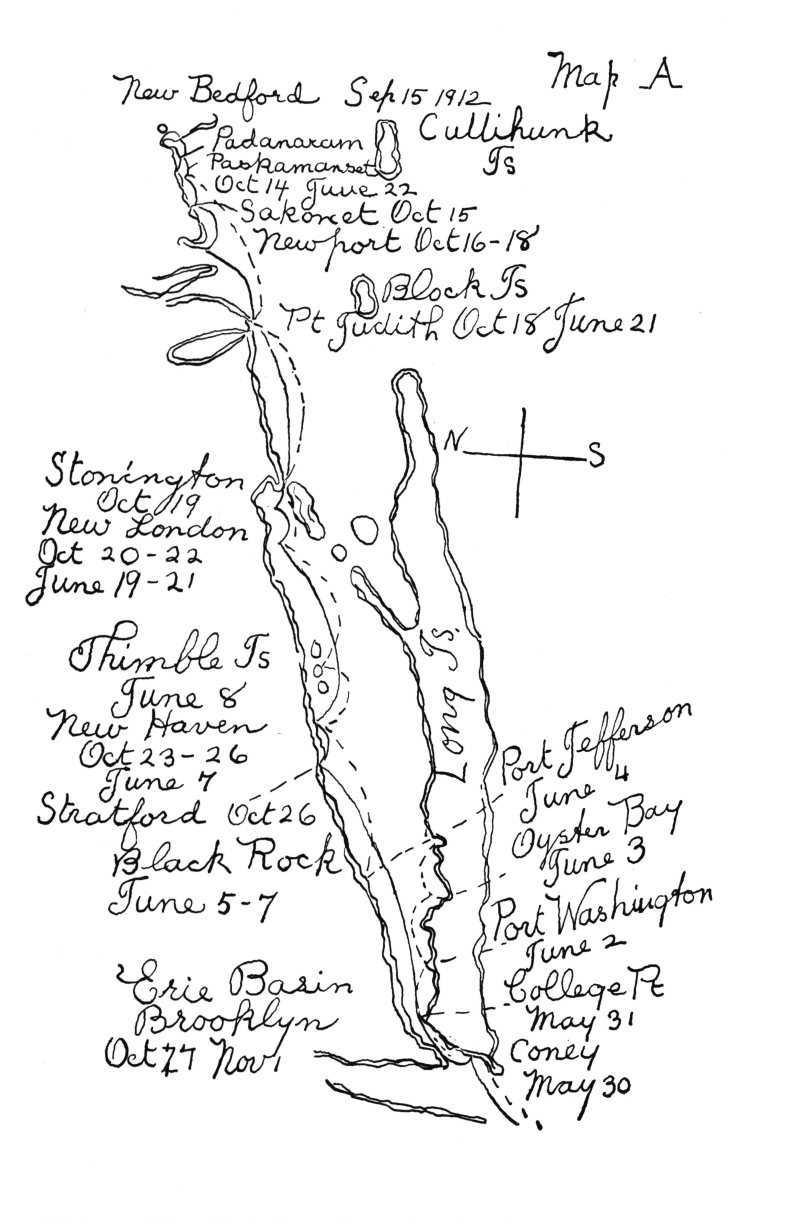 Map A
New Bedford Sep 15 1912
Cullihunk
Is
Padanaram
Paskamanset
Oct 14 June 22
Sakonet Oct 15
Newport Oct 16-18
Block Is
Pt Judith Oct 18 June 21
N S
Stonington
Oct 19
New London
Oct 20-22
June 19-21
Long Is.
Thimble Is
June 8
New Haven
Oct 23-26
June 7
Stratford Oct 26
Black Rock
June 5-7
Port Jefferson
June 4
Oyster Bay
June 3
Port Washington
June 2
College Pt
May 31
Coney
May 30
Erie Basin
Brooklyn
Oct 27 Nov 1